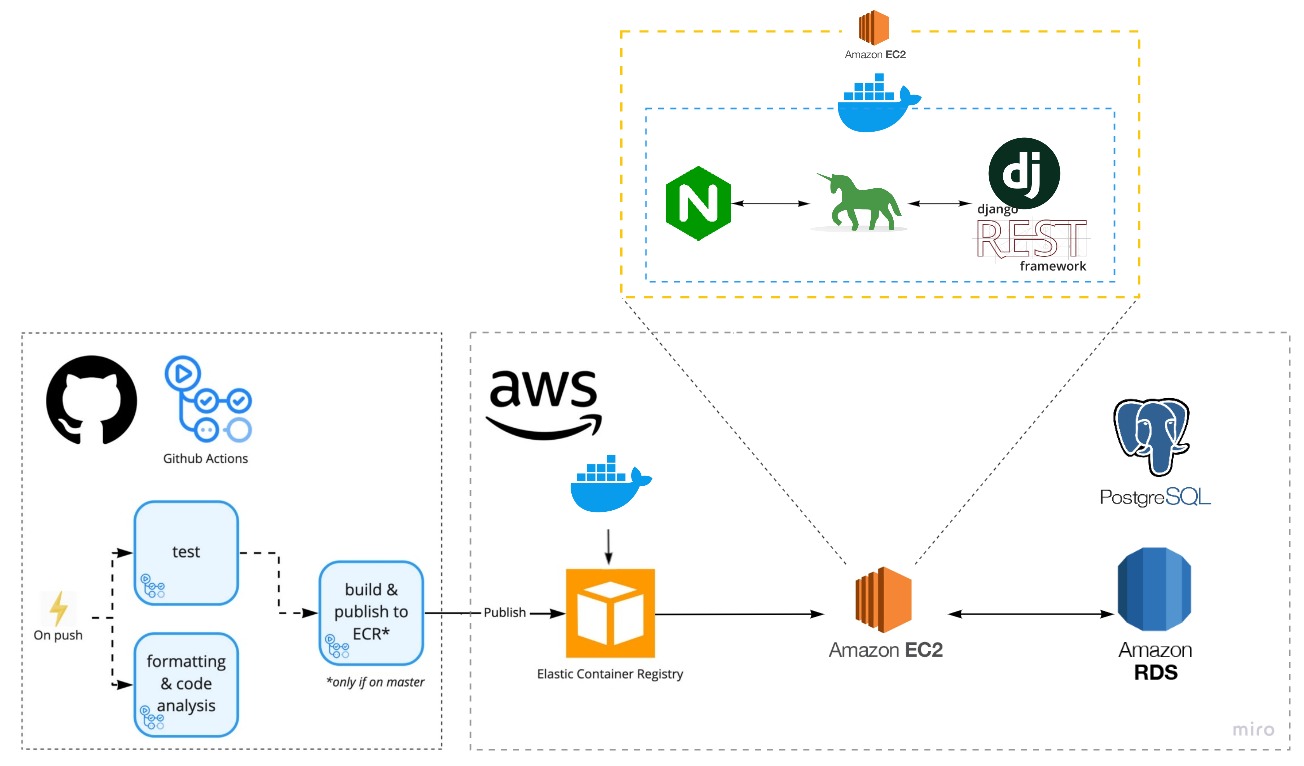 Amazon EC2
N
dj
django
REST
framework
aws
Github Actions
PostgreSQL
test
On push
build &
publish to
ECR*
Publish
formatting
& code
analysis
*only if on master
Elastic Container Registry
Amazon EC2
Amazon
RDS
miro